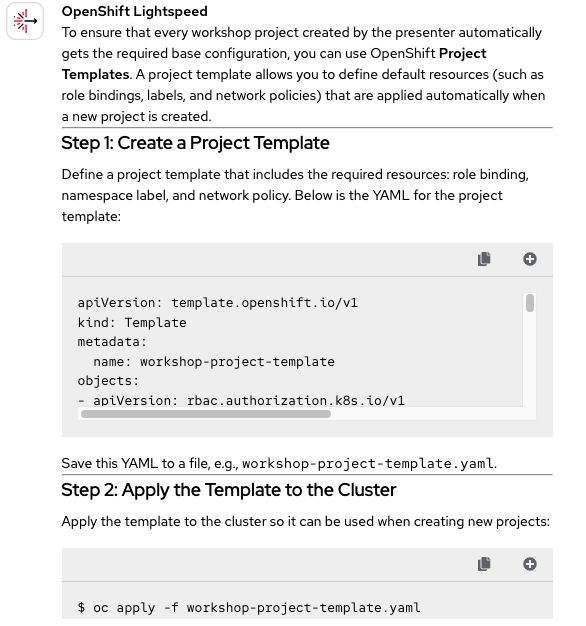 OpenShift Lightspeed
To ensure that every workshop project created by the presenter automatically
gets the required base configuration, you can use OpenShift Project
Templates. A project template allows you to define default resources (such as
role bindings, labels, and network policies) that are applied automatically when
a new project is created.
Step 1: Create a Project Template
Define a project template that includes the required resources: role binding,
namespace label, and network policy. Below is the YAML for the project
template:
apiVersion: template.openshift.io/v1
kind: Template
metadata:
  name: workshop-project-template
objects:
- apiVersion: rbac.authorization.k8s.io/v1
Save this YAML to a file, e.g., workshop-project-template.yaml.
Step 2: Apply the Template to the Cluster
Apply the template to the cluster so it can be used when creating new projects:
$ oc apply -f workshop-project-template.yaml